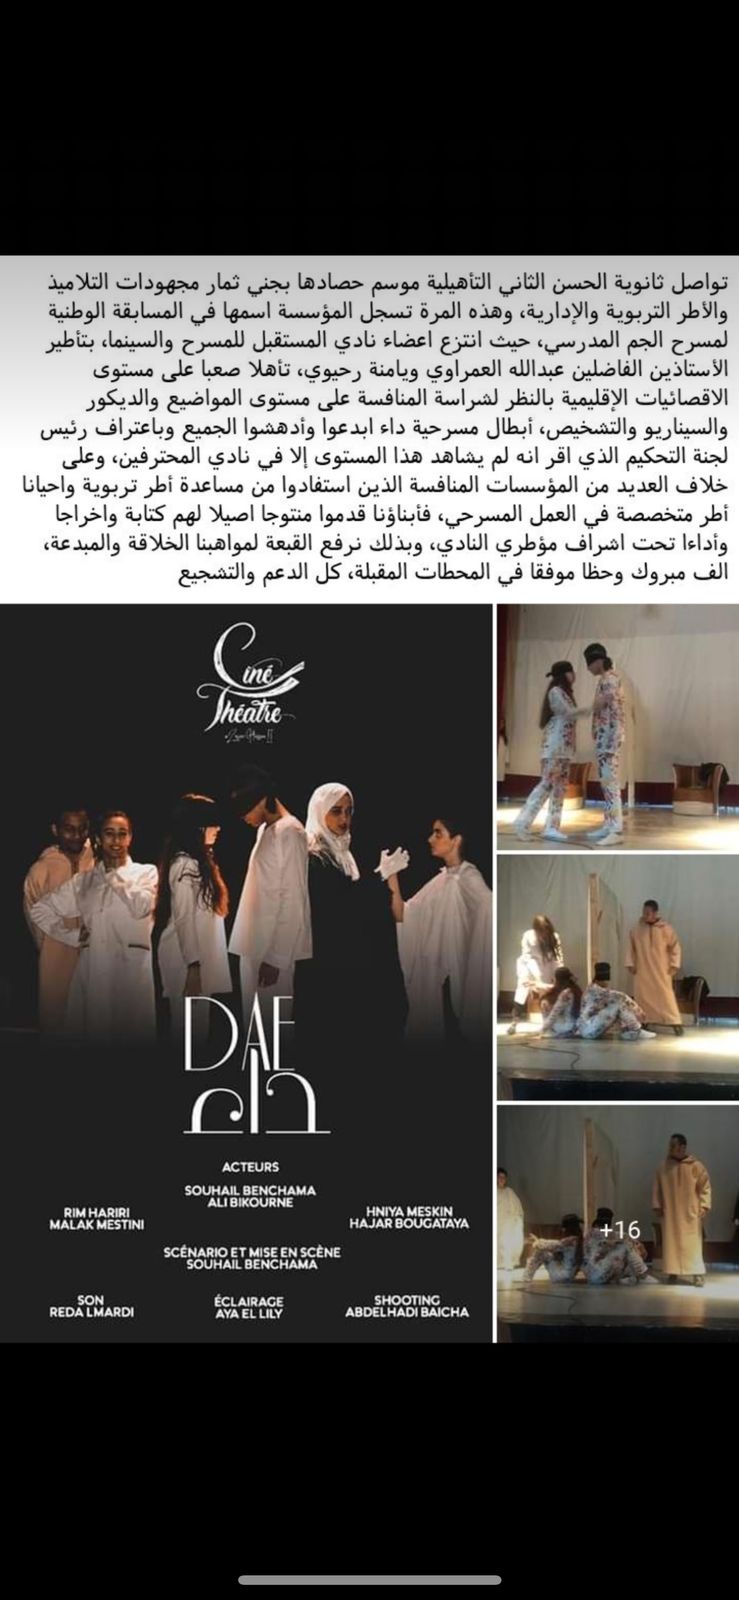 تواصل ثانوية الحسن الثاني التأهيلية موسم حصادها بجني ثمار مجهودات التلاميذ
والأطر التربوية والإدارية، وهذه المرة تسجل المؤسسة اسمها في المسابقة الوطنية
لمسرح الجم المدرسي، حيث انتزع اعضاء نادي المستقبل للمسرح والسينما، بتأطير
الأستاذين الفاضلين عبدالله العمراوي ويامنة رحيوي، تأهلا صعبا على مستوى
الاقصائيات الإقليمية بالنظر لشراسة المنافسة على مستوى المواضيع والديكور
والسيناريو والتشخيص، أبطال مسرحية داء ابدعوا وأدهشوا الجميع وباعتراف رئيس
لجنة التحكيم الذي اقر انه لم يشاهد هذا المستوى إلا في نادي المحترفين، وعلى
خلاف العديد من المؤسسات المنافسة الذين استفادوا من مساعدة أطر تربوية واحيانا
أطر متخصصة في العمل المسرحي، فأبناؤنا قدموا منتوجا اصيلا لهم كتابة واخراجا
وأداءا تحت اشراف مؤطري النادي، وبذلك نرفع القبعة لمواهبنا الخلاقة والمبدعة،
الف مبروك وحظا موفقا في المحطات المقبلة، كل الدعم والتشجيع
Ciné
Théatre
DAE
داء
ACTEURS
SOUHAIL BENCHAMA
ALI BIKOURNE
RIM HARIRI
MALAK MESTINI
HNIYA MESKIN
HAJAR BOUGATAYA
SCÉNARIO ET MISE EN SCÈNE
SOUHAIL BENCHAMA
SON
REDA LMARDI
ÉCLAIRAGE
AYA EL LILY
SHOOTING
ABDELHADI BAICHA
+16